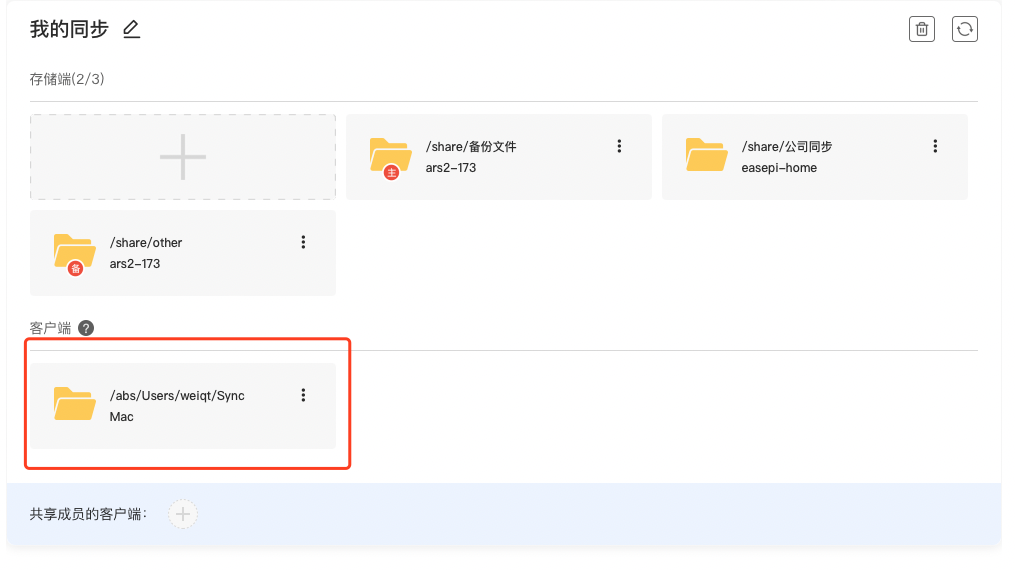 我的同步
存储端(2/3)
/share/备份文件
ars2-173
主
/share/公司同步
easepi-home
/share/other
ars2-173
备
客户端 ?
/abs/Users/weiqt/Sync
Mac
共享成员的客户端: